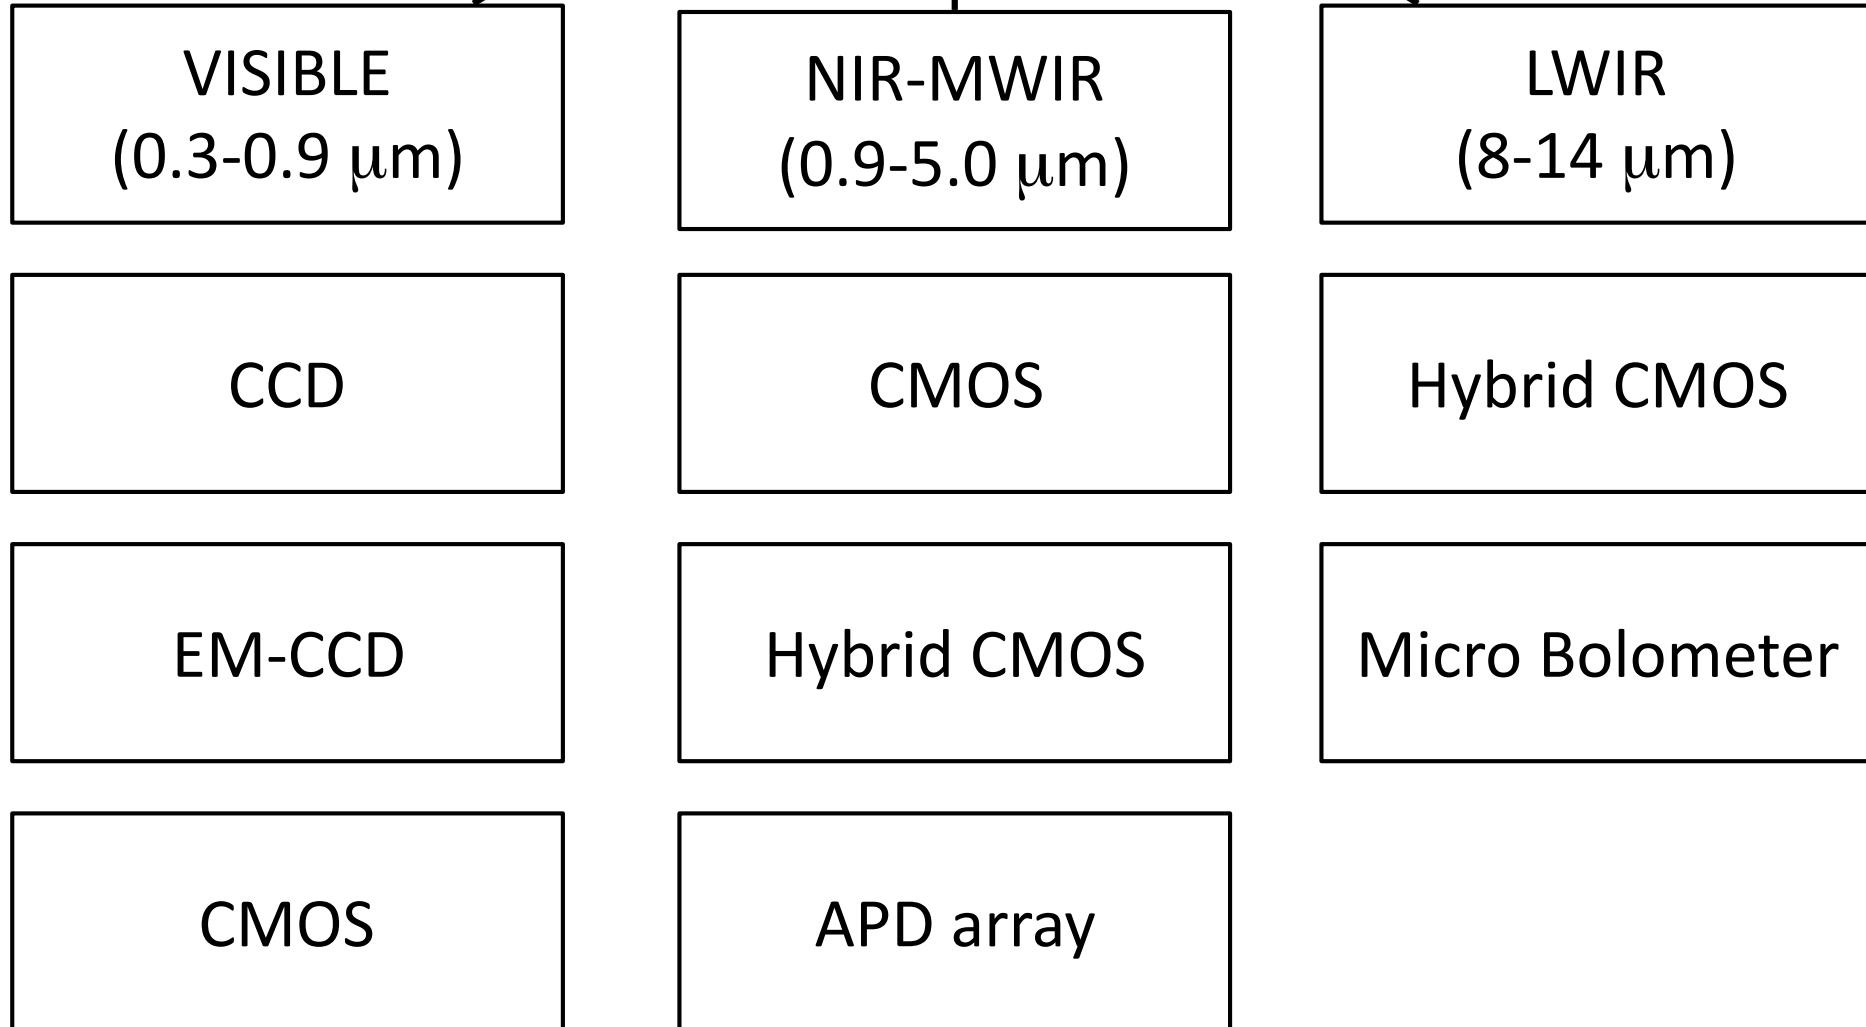 VISIBLE
(0.3-0.9 μm)
NIR-MWIR
(0.9-5.0 μm)
LWIR
(8-14 μm)
CCD
CMOS
Hybrid CMOS
EM-CCD
Hybrid CMOS
Micro Bolometer
CMOS
APD array